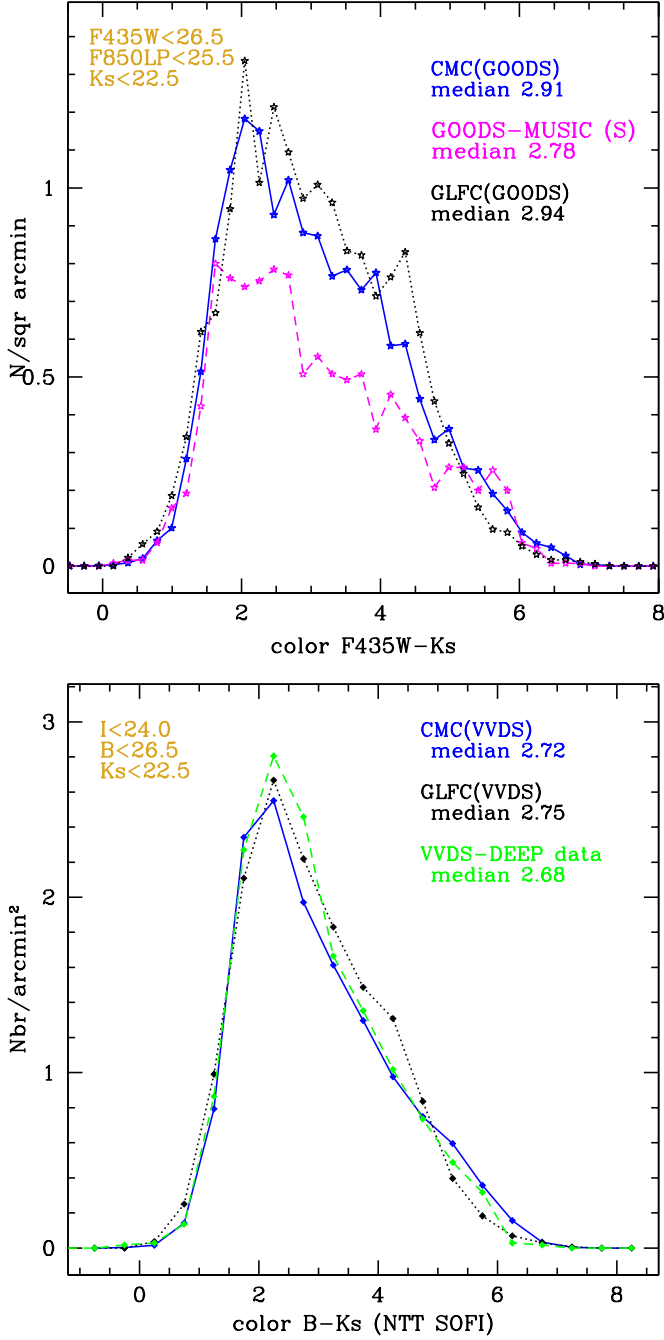 F435W<26.5
F850LP<25.5
Ks<22.5
CMC(GOODS)
median 2.91
GOODS-MUSIC (S)
median 2.78
GLFC(GOODS)
median 2.94
N/sqr arcmin
1
0.5
0
0 2 4 6 8
color F435W-Ks
I<24.0
B<26.5
Ks<22.5
CMC(VVDS)
median 2.72
GLFC(VVDS)
median 2.75
VVDS-DEEP data
median 2.68
Nbr/arcmin²
3
2
1
0
0 2 4 6 8
color B-Ks (NTT SOFI)